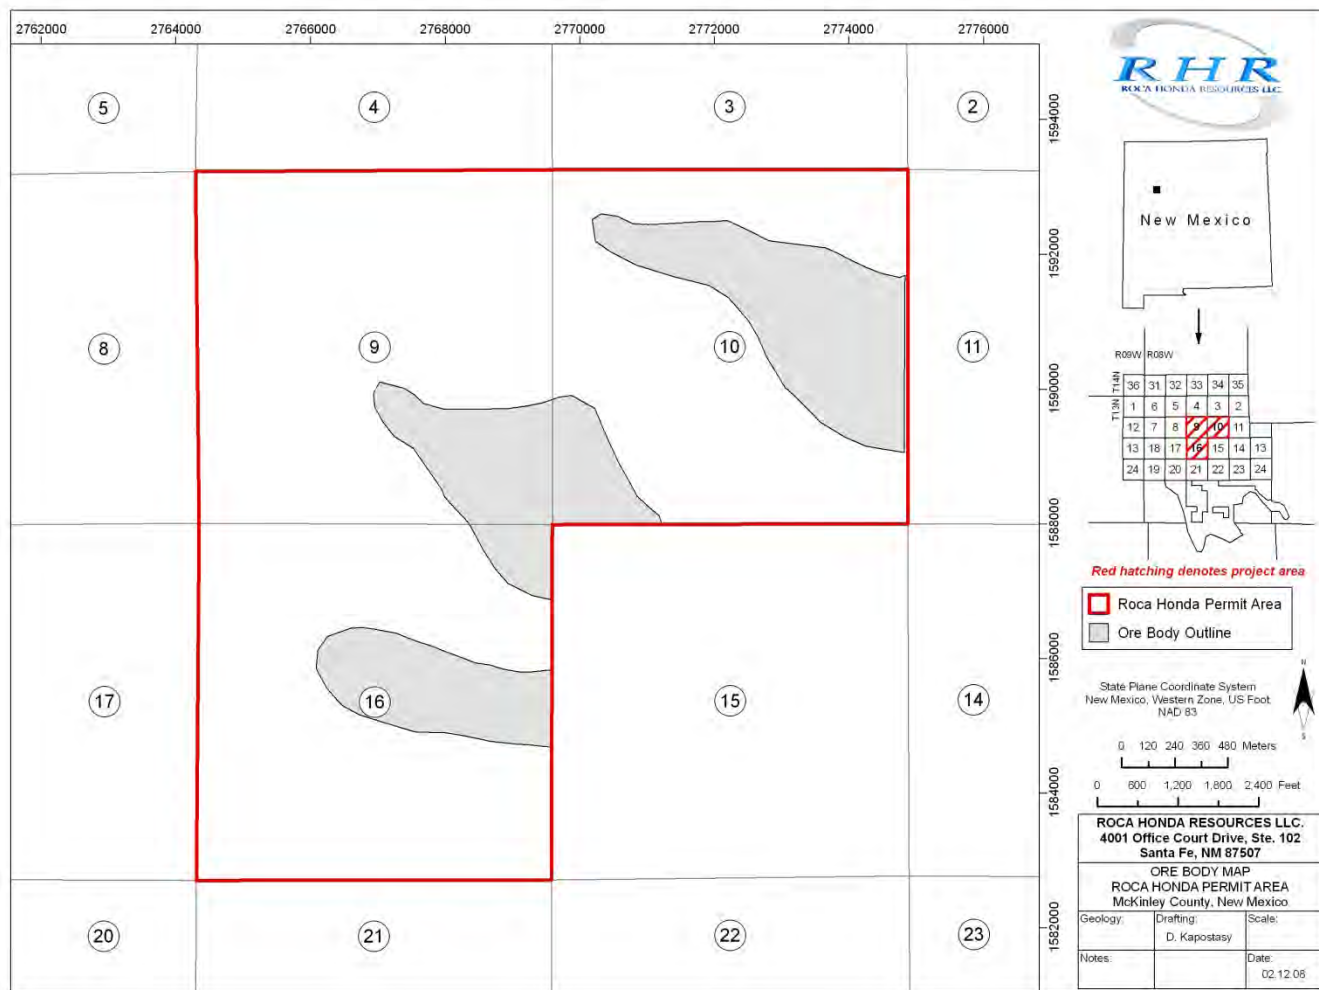 2762000 2764000 2766000 2768000 2770000 2772000 2774000 2776000
5 4 3 2
1594000
1592000
8 9 10 11
1590000
1588000
1586000
17 16 15 14
1584000
1582000
20 21 22 23
RHR
ROCA HONDA RESOURCES LLC.
New Mexico
R09W R08W
T14N
T13N
36 31 32 33 34 35
1 6 5 4 3 2
12 7 8 9 10 11
13 18 17 16 15 14 13
24 19 20 21 22 23 24
Red hatching denotes project area
Roca Honda Permit Area
Ore Body Outline
N
S
State Plane Coordinate System
New Mexico, Western Zone, US Foot
NAD 83
0 120 240 360 480 Meters
0 600 1,200 1,800 2,400 Feet
ROCA HONDA RESOURCES LLC.
4001 Office Court Drive, Ste. 102
Santa Fe, NM 87507
ORE BODY MAP
ROCA HONDA PERMIT AREA
McKinley County, New Mexico
Geology: Drafting: Scale:
D. Kapostasy
Notes: Date:
02.12.08